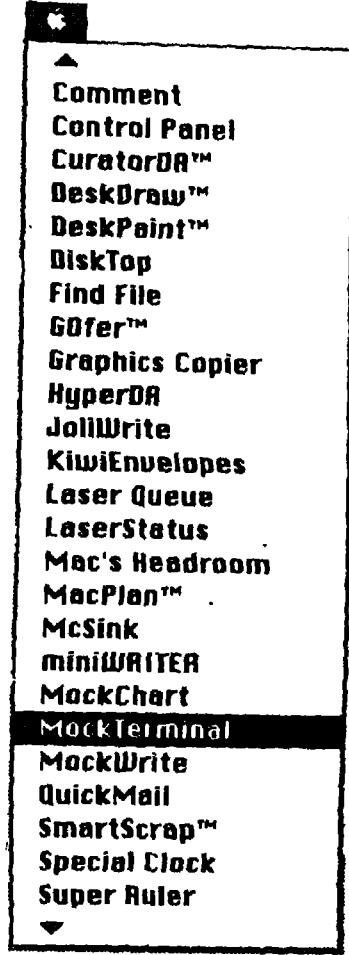 Comment
Control Panel
CuratorDA™
DeskDraw™
DeskPaint™
DiskTop
Find File
GOfer™
Graphics Copier
HyperDA
JoliWrite
KiwiEnvelopes
Laser Queue
LaserStatus
Mac's Headroom
MacPlan™
McSink
miniWRITER
MockChart
MockTerminal
MockWrite
QuickMail
SmartScrap™
Special Clock
Super Ruler